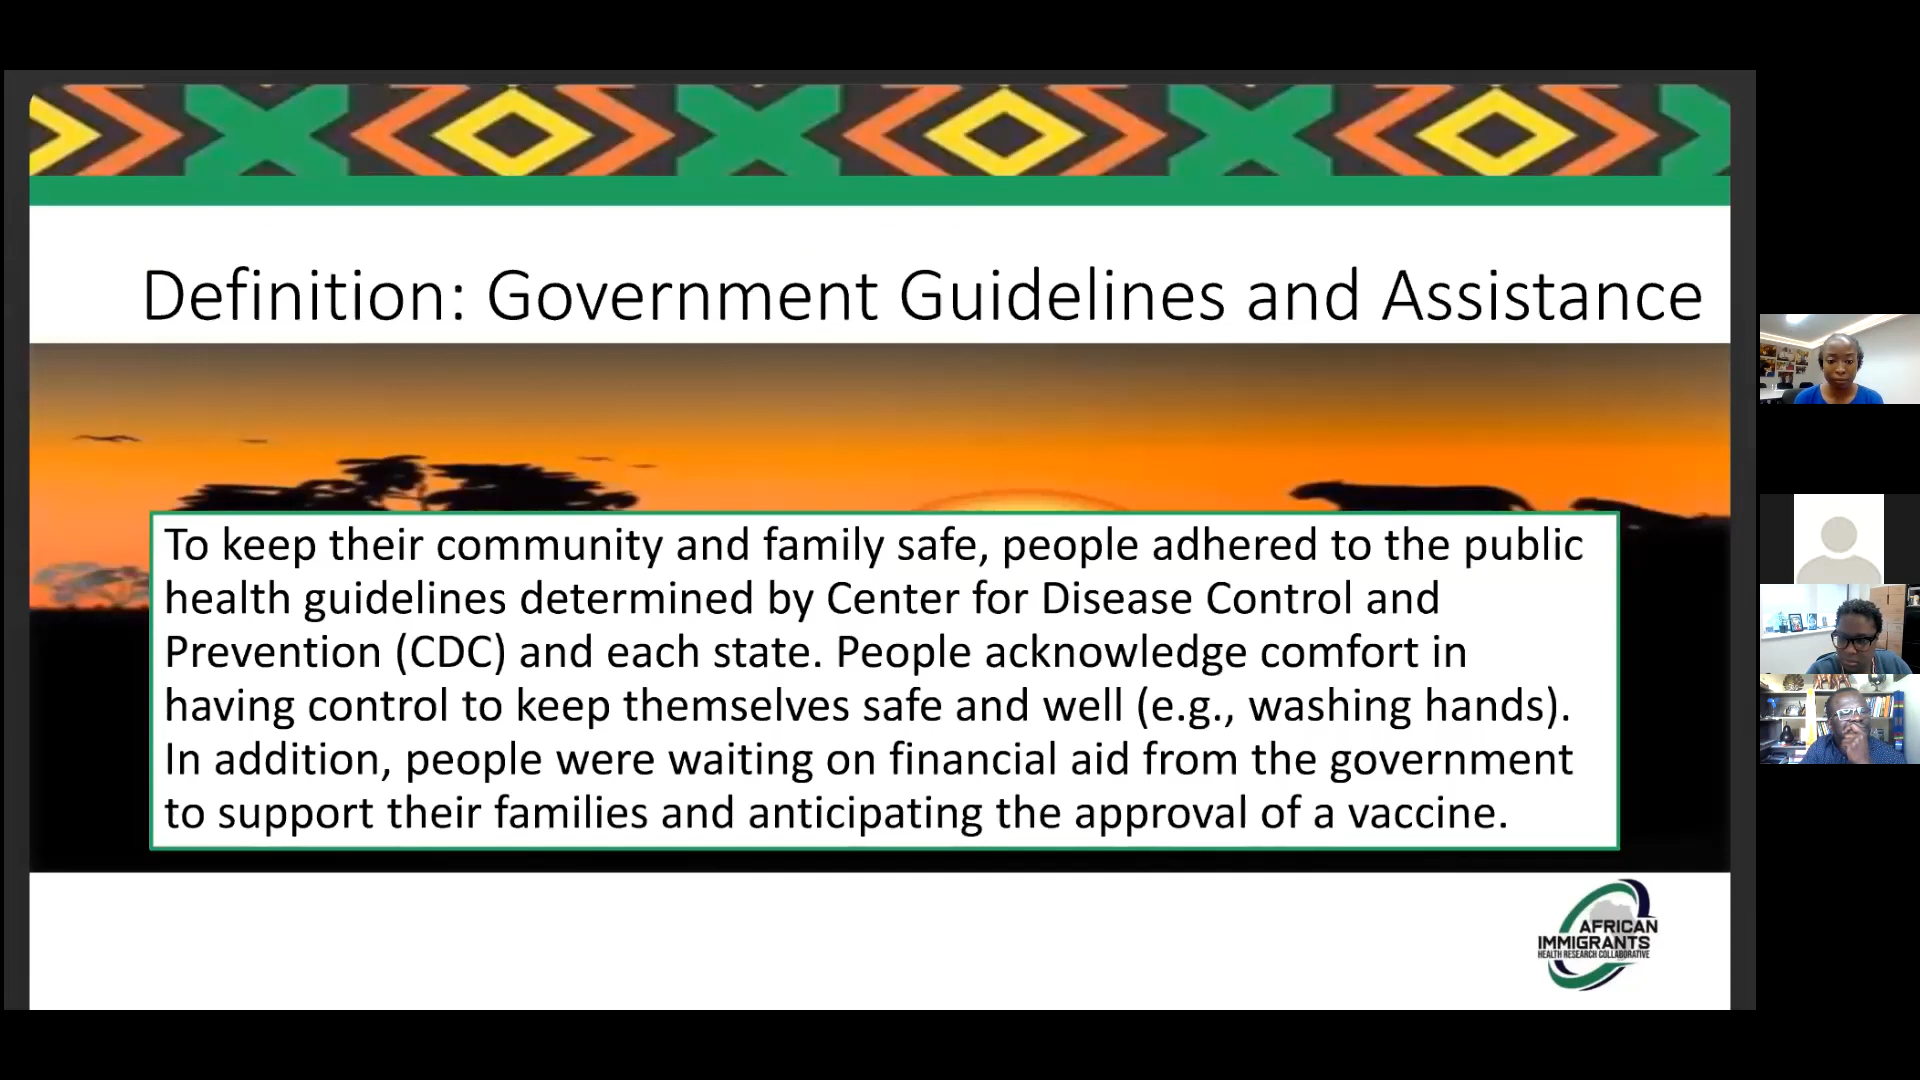 Definition: Government Guidelines and Assistance
To keep their community and family safe, people adhered to the public
health guidelines determined by Center for Disease Control and
Prevention (CDC) and each state. People acknowledge comfort in
having control to keep themselves safe and well (e.g., washing hands).
In addition, people were waiting on financial aid from the government
to support their families and anticipating the approval of a vaccine.
AFRICAN
IMMIGRANTS
HEALTH RESEARCH COLLABORATIVE